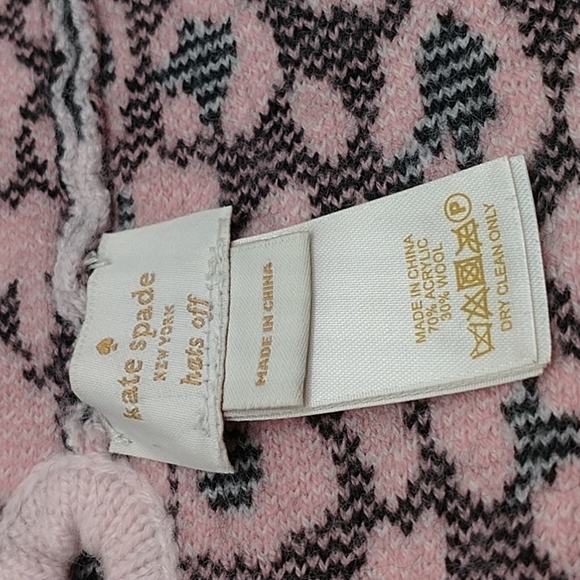 kate spade
NEW YORK
hats off
MADE IN CHINA
MADE IN CHINA
70% ACRYLIC
30% WOOL
P
DRY CLEAN ONLY